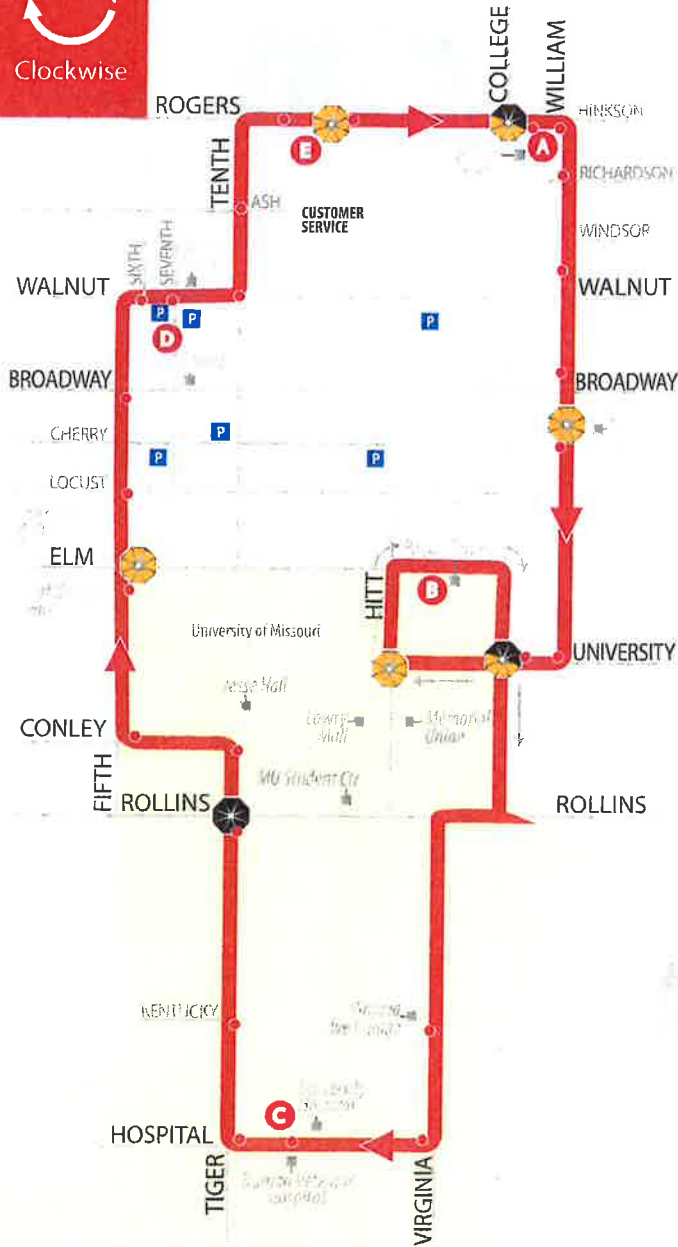 Clockwise
COLLEGE
WILLIAM
ROGERS
HINKSON
TENTH
E
A
RICHARDSON
ASH
CUSTOMER
SERVICE
WINDSOR
SIXTH
SEVENTH
WALNUT
WALNUT
P
P
P
D
BROADWAY
BROADWAY
CHERRY
P
P
P
LOCUST
ELM
HITT
B
University of Missouri
UNIVERSITY
Jesse Hall
CONLEY
Lowry
Mall
Memorial
Union
FIFTH
MU Student Ctr
ROLLINS
ROLLINS
KENTUCKY
C
HOSPITAL
TIGER
VIRGINIA